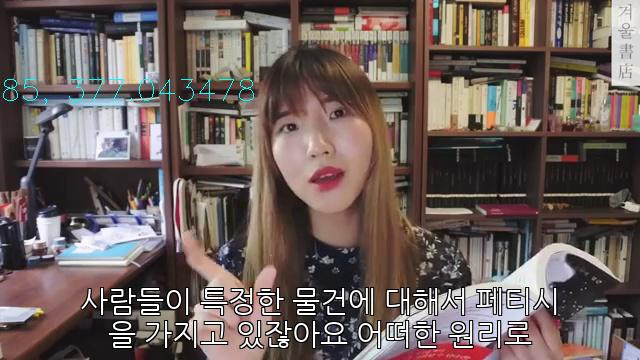 겨울書店
85, 377.043478
사람들이 특정한 물건에 대해서 페티시
을 가지고 있잖아요 어떠한 원리로